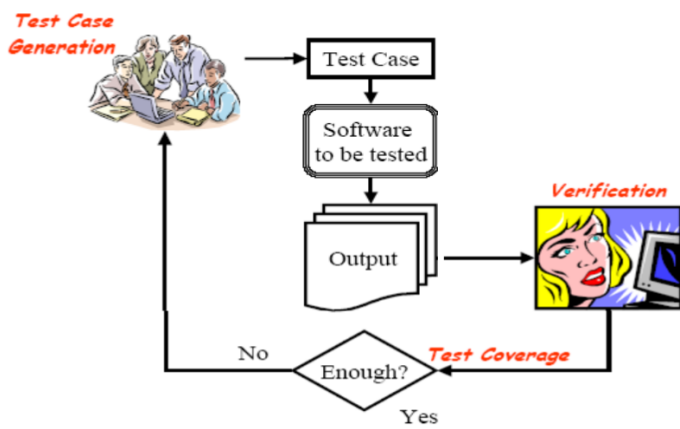 Test Case
Generation
Test Case
Software
to be tested
Verification
Output
Test Coverage
No
Enough?
Yes